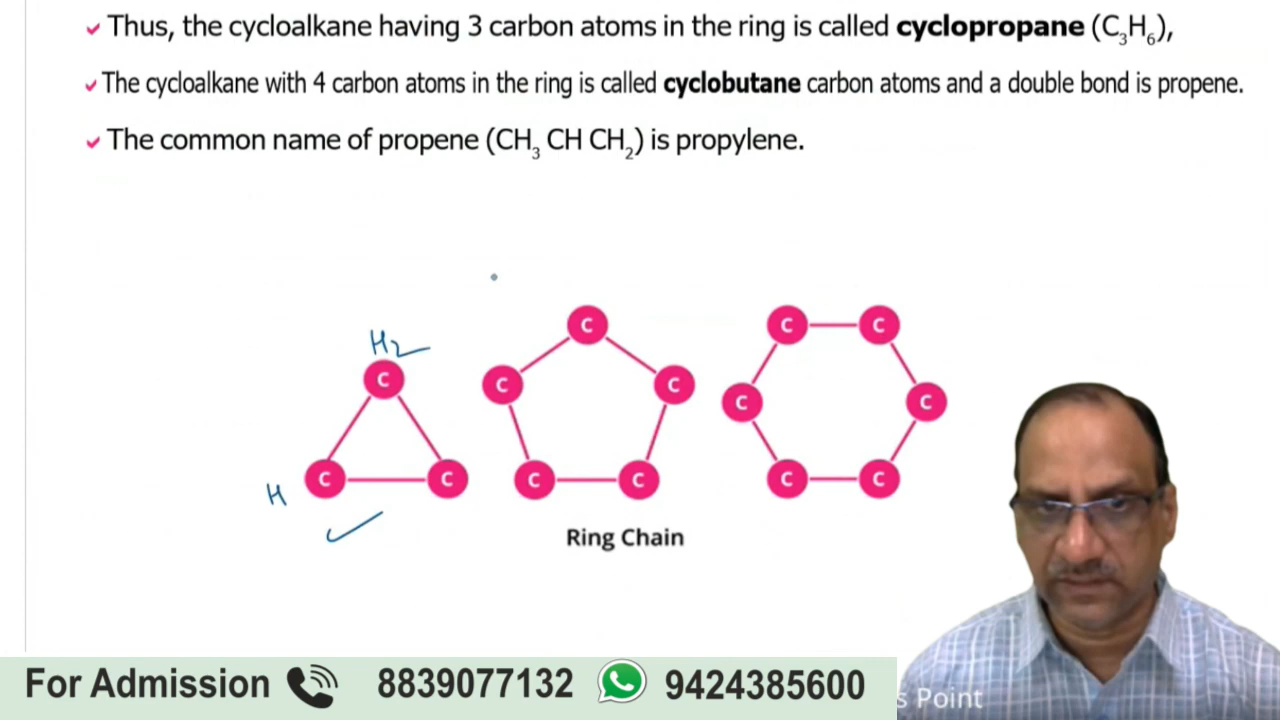 Thus, the cycloalkane having 3 carbon atoms in the ring is called cyclopropane (C₃H₆),
The cycloalkane with 4 carbon atoms in the ring is called cyclobutane carbon atoms and a double bond is propene.
The common name of propene (CH₃ CH CH₂) is propylene.
H2
C
C
C
H
C
C
C
C
C
C
C
C
C
C
C
Ring Chain
For Admission 8839077132 9424385600
s Point